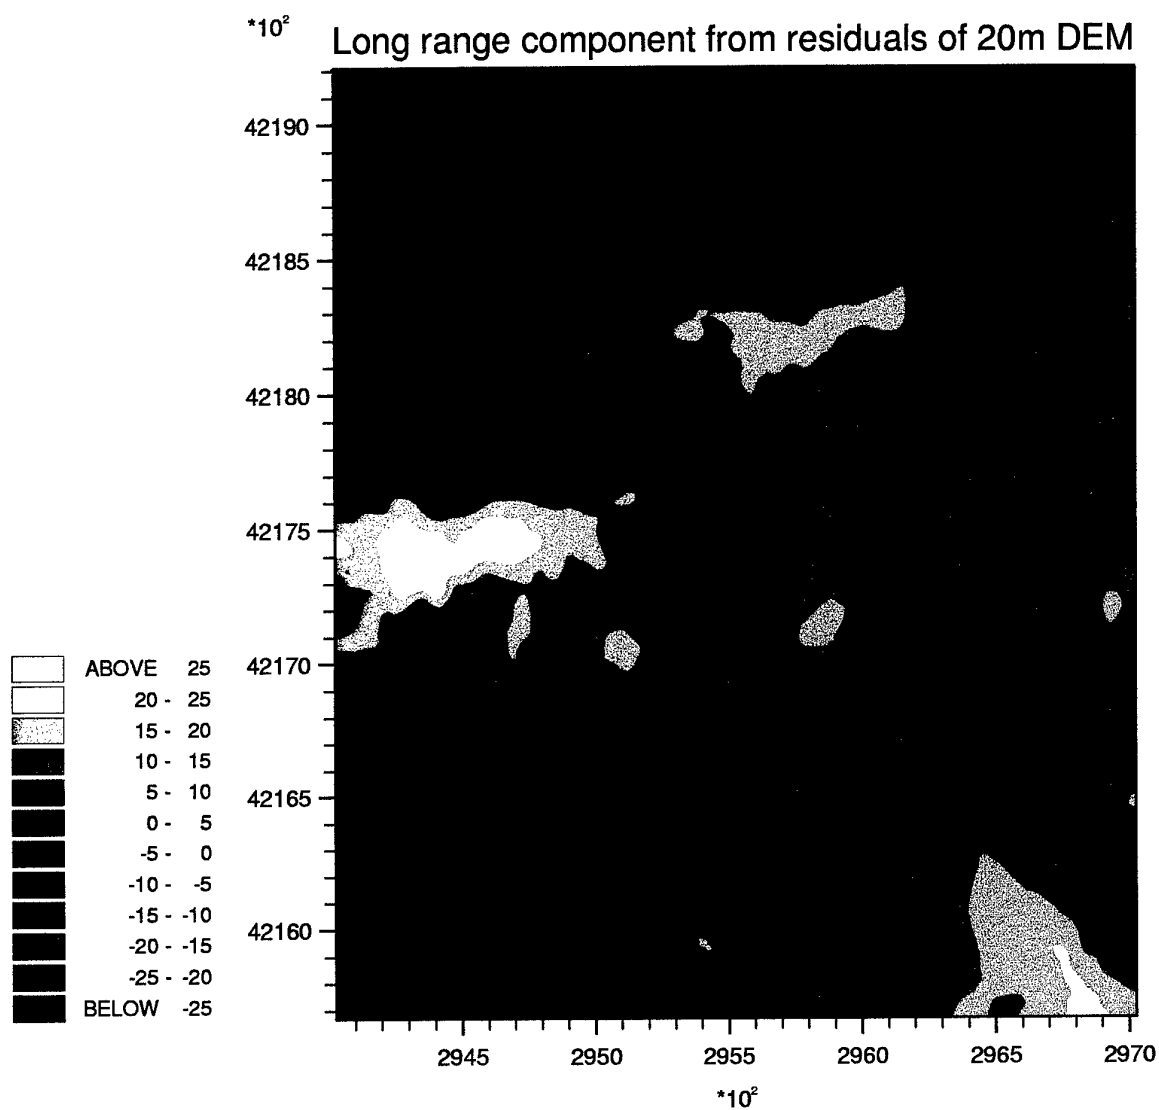 *10²
Long range component from residuals of 20m DEM
42190
42185
42180
42175
42170
42165
42160
ABOVE 25
20 - 25
15 - 20
10 - 15
5 - 10
0 - 5
-5 - 0
-10 - -5
-15 - -10
-20 - -15
-25 - -20
BELOW -25
2945 2950 2955 2960 2965 2970
*10²